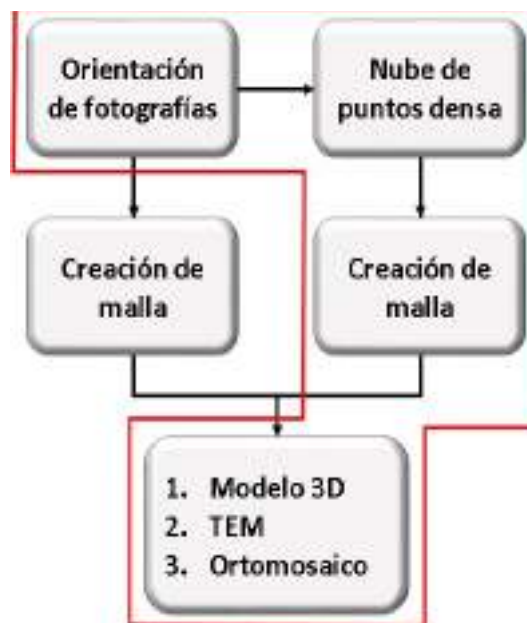 Orientación
de fotografías
Nube de
puntos densa
Creación de
malla
Creación de
malla
1. Modelo 3D
2. TEM
3. Ortomosaico